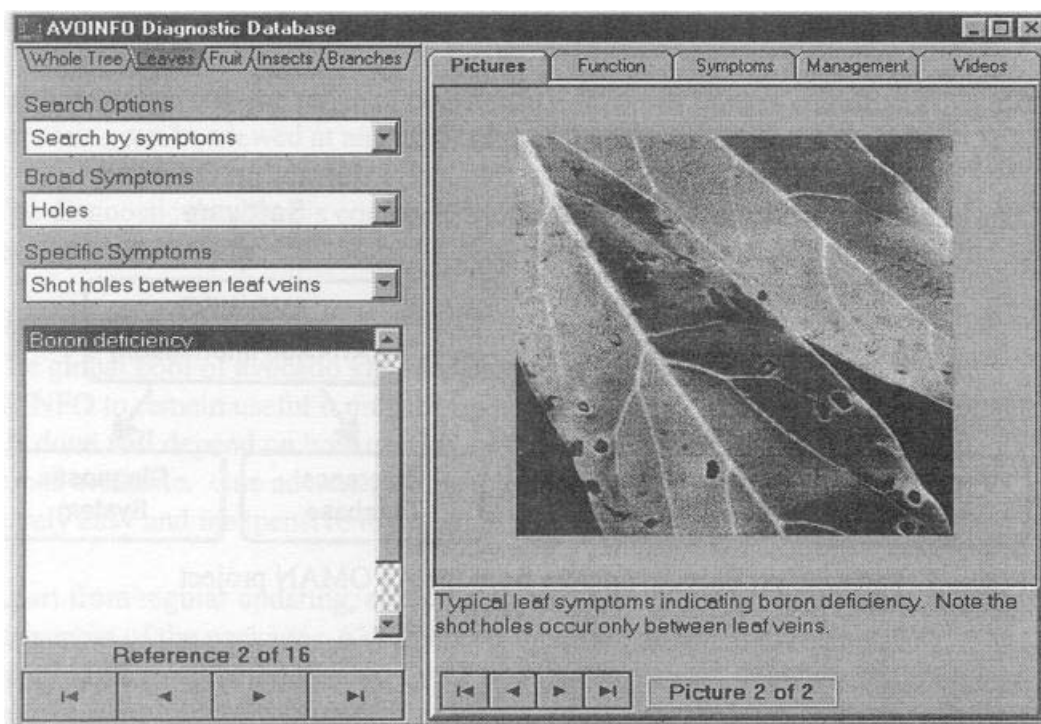 AVOINFO Diagnostic Database
Whole Tree Leaves Fruit Insects Branches
Pictures Function Symptoms Management Videos
Search Options
Search by symptoms
Broad Symptoms
Holes
Specific Symptoms
Shot holes between leaf veins
Boron deficiency
Reference 2 of 16
Typical leaf symptoms indicating boron deficiency. Note the
shot holes occur only between leaf veins.
Picture 2 of 2